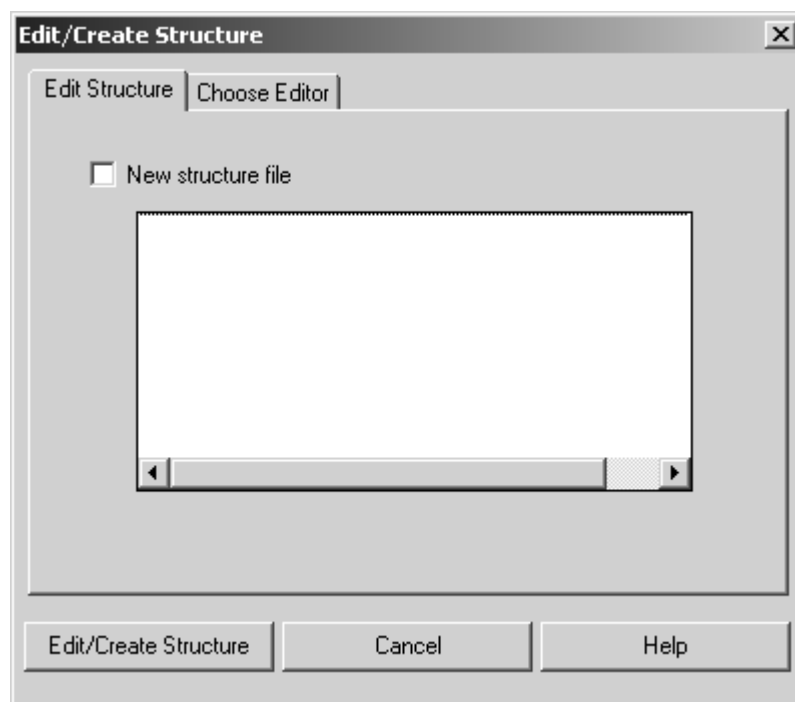 Edit/Create Structure
Edit Structure
Choose Editor
New structure file
Edit/Create Structure
Cancel
Help